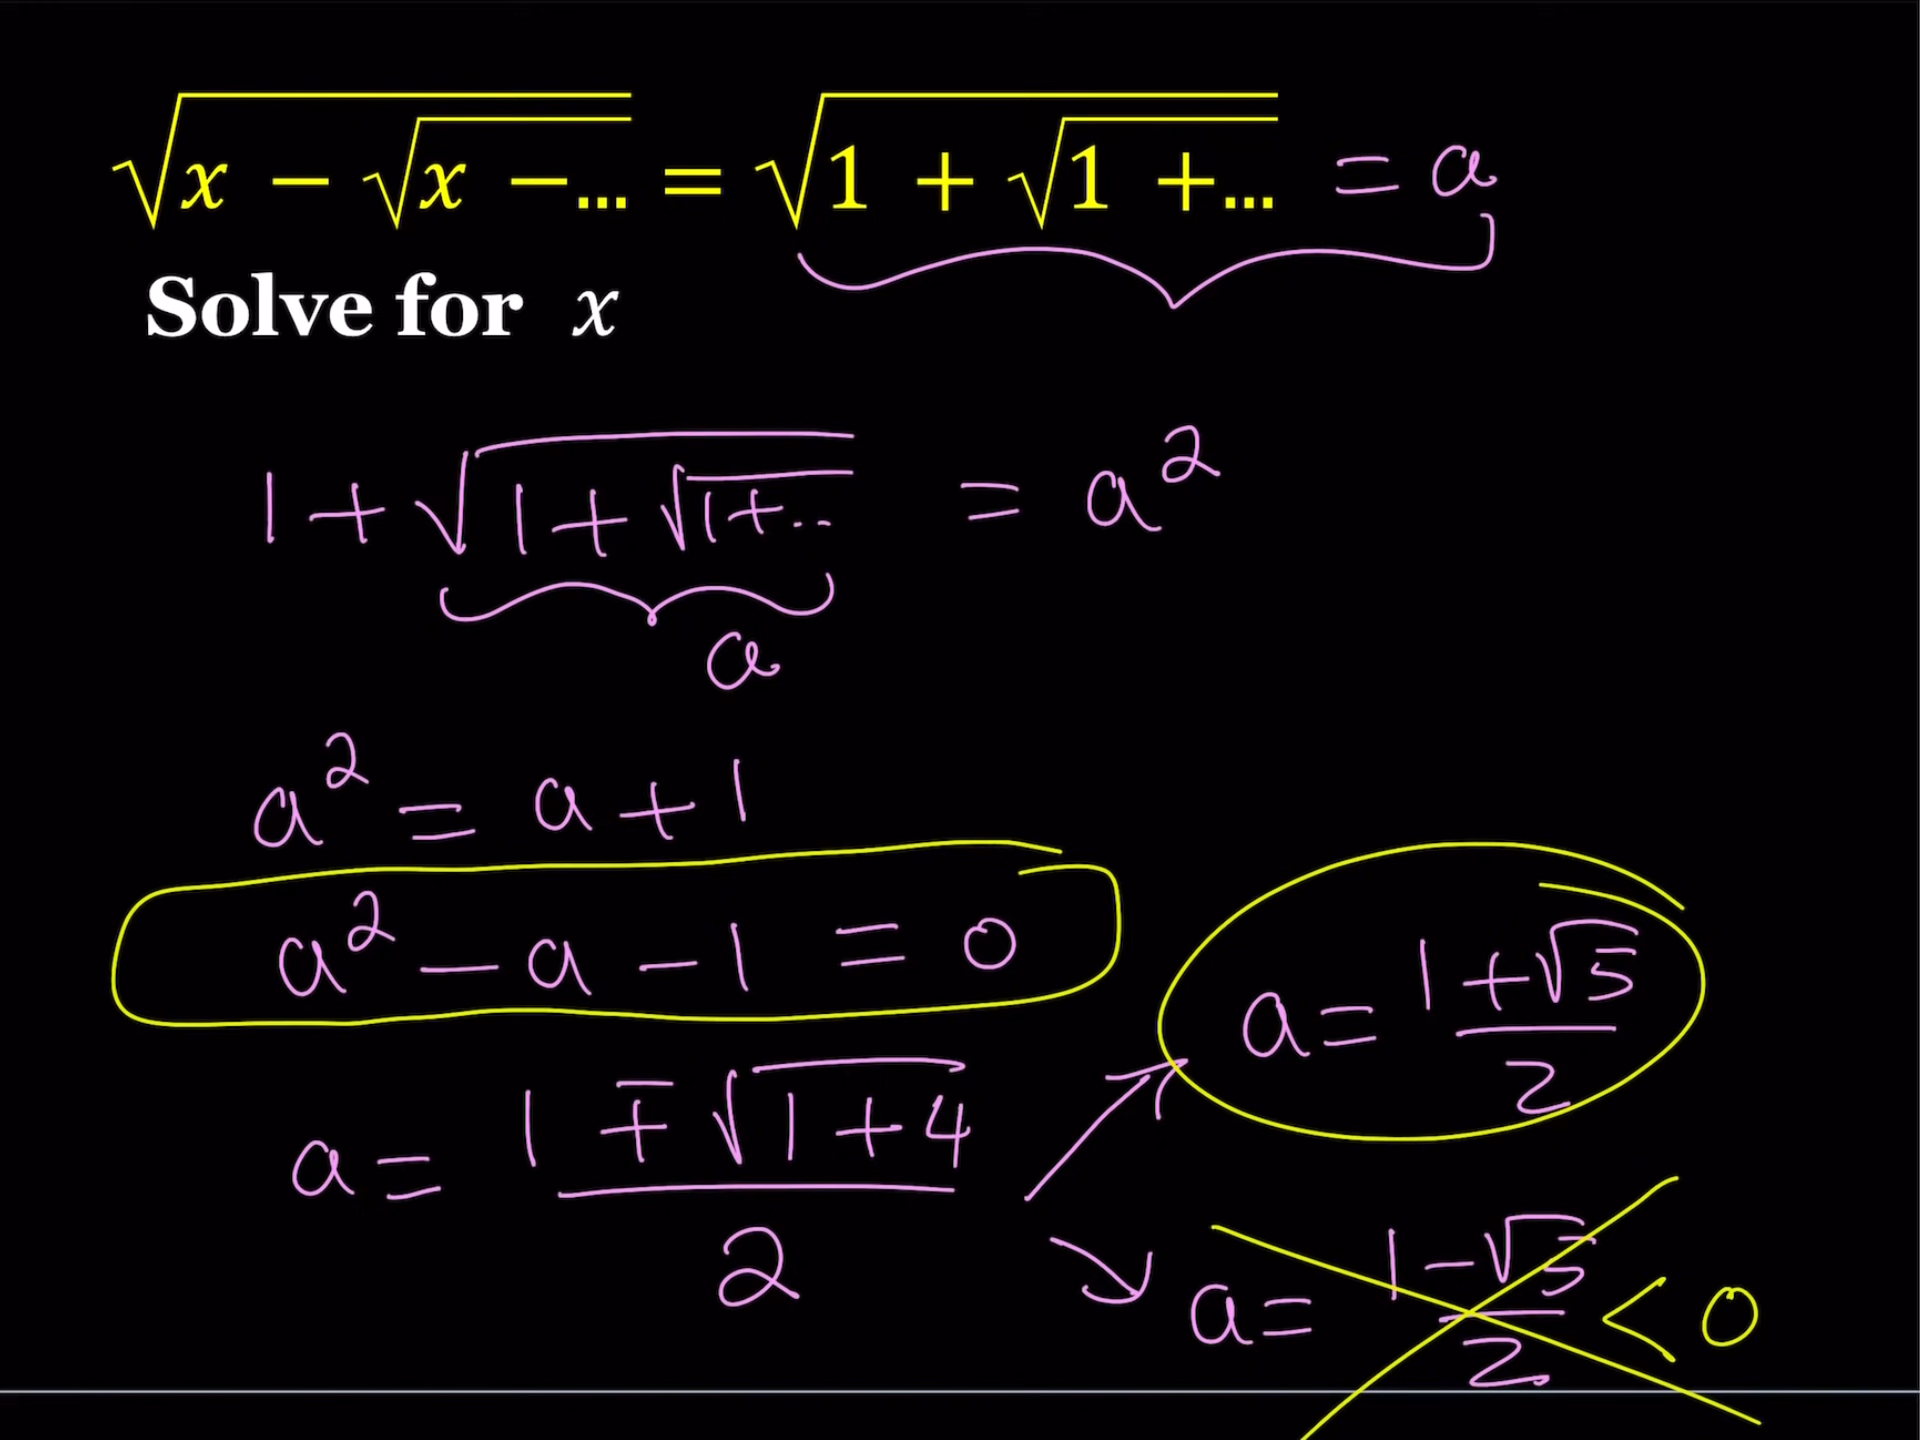 √(x − √(x −...)) = √(1 + √(1 +...)) = a
Solve for x
1 + √(1 + √(1+..)) = a²
a
a² = a + 1
a² − a − 1 = 0
a = (1 + √5)/2
a = (1 ∓ √(1+4))/2
a = (1 − √5)/2 < 0